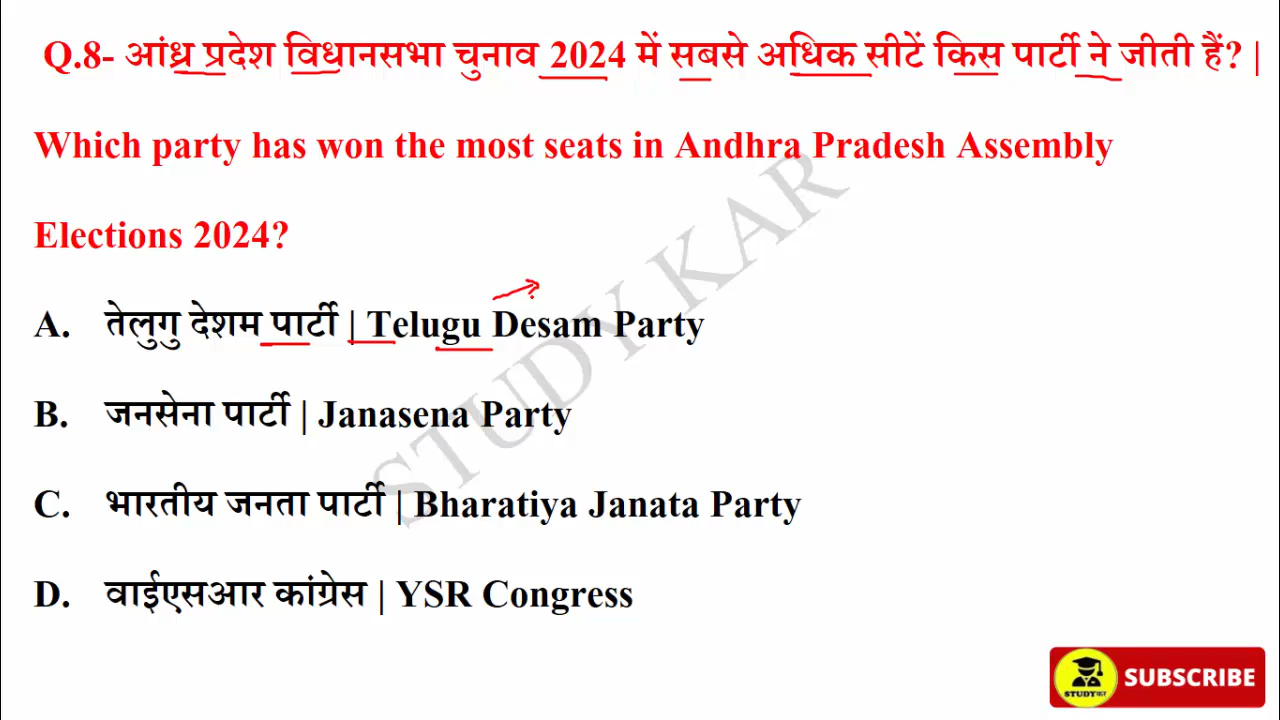 Q.8- आंध्र प्रदेश विधानसभा चुनाव 2024 में सबसे अधिक सीटें किस पार्टी ने जीती हैं? |
Which party has won the most seats in Andhra Pradesh Assembly
Elections 2024?
A. तेलुगु देशम पार्टी | Telugu Desam Party
B. जनसेना पार्टी | Janasena Party
C. भारतीय जनता पार्टी | Bharatiya Janata Party
D. वाईएसआर कांग्रेस | YSR Congress
STUDY KAR
STUDYकर
SUBSCRIBE